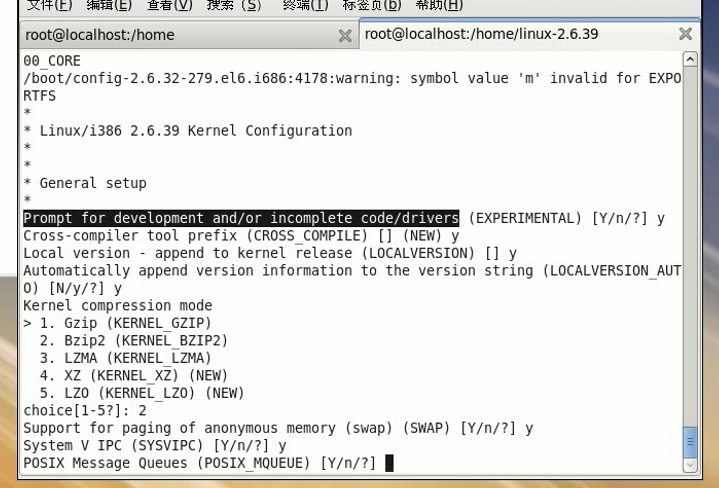 文件(F) 编辑(E) 查看(V) 搜索 (S) 终端(T) 标签页(b) 帮助(H)
root@localhost:/home
root@localhost:/home/linux-2.6.39
00_CORE
/boot/config-2.6.32-279.el6.i686:4178:warning: symbol value 'm' invalid for EXPO
RTFS
*
* Linux/i386 2.6.39 Kernel Configuration
*
*
* General setup
*
Prompt for development and/or incomplete code/drivers (EXPERIMENTAL) [Y/n/?] y
Cross-compiler tool prefix (CROSS_COMPILE) [] (NEW) y
Local version - append to kernel release (LOCALVERSION) [] y
Automatically append version information to the version string (LOCALVERSION_AUT
O) [N/y/?] y
Kernel compression mode
> 1. Gzip (KERNEL_GZIP)
2. Bzip2 (KERNEL_BZIP2)
3. LZMA (KERNEL_LZMA)
4. XZ (KERNEL_XZ) (NEW)
5. LZO (KERNEL_LZO) (NEW)
choice[1-5?]: 2
Support for paging of anonymous memory (swap) (SWAP) [Y/n/?] y
System V IPC (SYSVIPC) [Y/n/?] y
POSIX Message Queues (POSIX_MQUEUE) [Y/n/?]